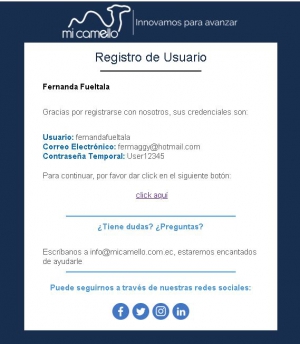 mi camello
Innovamos para avanzar
Registro de Usuario
Fernanda Fueltala
Gracias por registrarse con nosotros, sus credenciales son:
Usuario: fernandafueltala
Correo Electrónico: fermaggy@hotmail.com
Contraseña Temporal: User12345
Para continuar, por favor dar click en el siguiente botón:
click aquí
¿Tiene dudas? ¿Preguntas?
Escríbanos a info@micamello.com.ec, estaremos encantados
de ayudarle
Puede seguirnos a través de nuestras redes sociales: